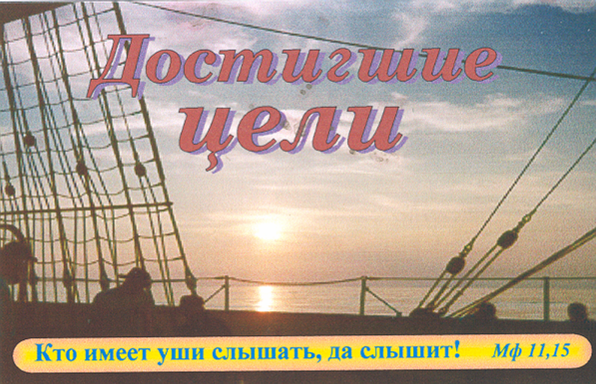 Достигшие
цели
Кто имеет уши слышать, да слышит! Мф 11,15